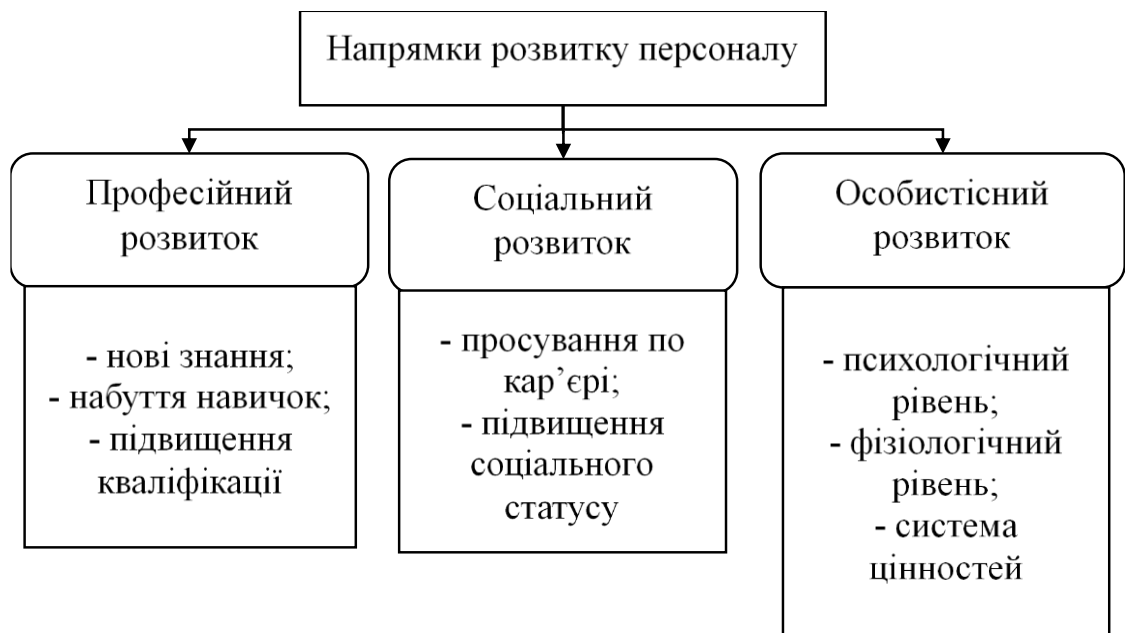 Напрямки розвитку персоналу
Професійний
розвиток
- нові знання;
- набуття навичок;
- підвищення
кваліфікації
Соціальний
розвиток
- просування по
кар’єрі;
- підвищення
соціального
статусу
Особистісний
розвиток
- психологічний
рівень;
- фізіологічний
рівень;
- система
цінностей